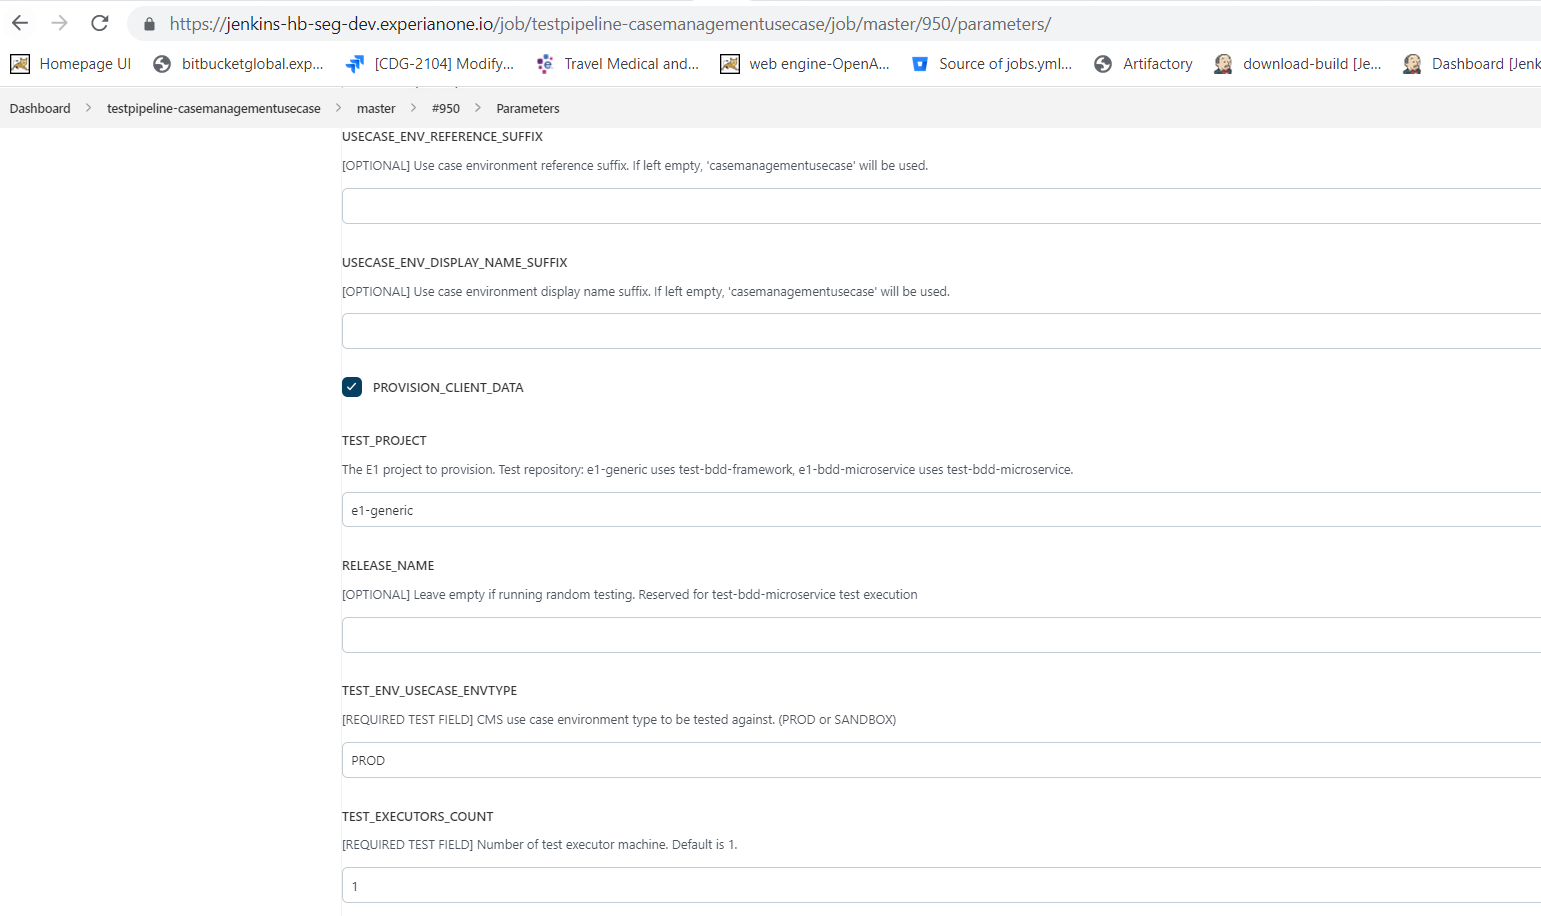 https://jenkins-hb-seg-dev.experianone.io/job/testpipeline-casemanagementusecase/job/master/950/parameters/
Homepage UI bitbucketglobal.exp... [CDG-2104] Modify... Travel Medical and... web engine-OpenA... Source of jobs.yml... Artifactory download-build [Je... Dashboard [Jenk
Dashboard > testpipeline-casemanagementusecase > master > #950 > Parameters
USECASE_ENV_REFERENCE_SUFFIX
[OPTIONAL] Use case environment reference suffix. If left empty, 'casemanagementusecase' will be used.
USECASE_ENV_DISPLAY_NAME_SUFFIX
[OPTIONAL] Use case environment display name suffix. If left empty, 'casemanagementusecase' will be used.
PROVISION_CLIENT_DATA
TEST_PROJECT
The E1 project to provision. Test repository: e1-generic uses test-bdd-framework, e1-bdd-microservice uses test-bdd-microservice.
e1-generic
RELEASE_NAME
[OPTIONAL] Leave empty if running random testing. Reserved for test-bdd-microservice test execution
TEST_ENV_USECASE_ENVTYPE
[REQUIRED TEST FIELD] CMS use case environment type to be tested against. (PROD or SANDBOX)
PROD
TEST_EXECUTORS_COUNT
[REQUIRED TEST FIELD] Number of test executor machine. Default is 1.
1